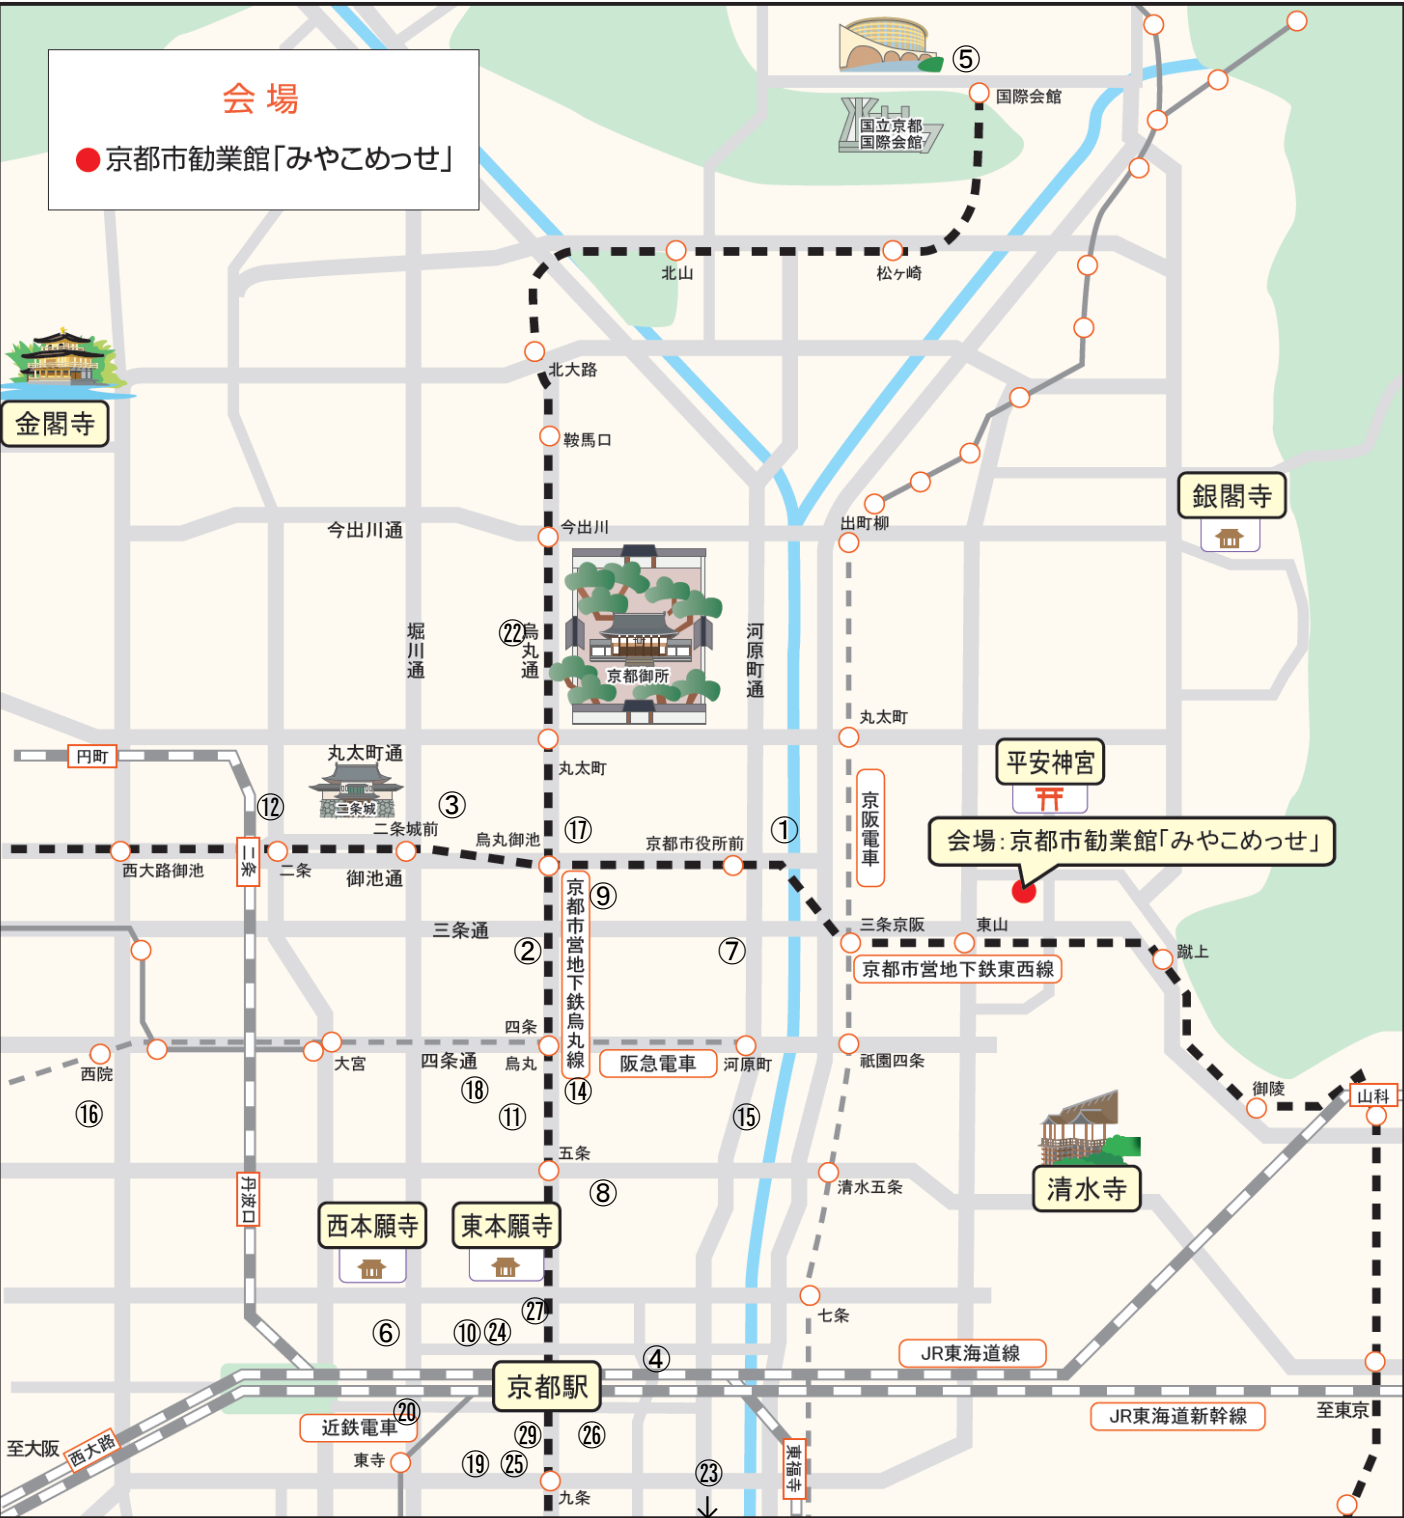 会 場
●京都市勧業館「みやこめっせ」
⑤
国際会館
国立京都
国際会館
北山
松ヶ崎
金閣寺
北大路
鞍馬口
銀閣寺
今出川通
今出川
出町柳
堀川通
㉒
烏丸通
京都御所
河原町通
丸太町
円町
丸太町通
丸太町
平安神宮
二条城
京阪電車
⑫
③
二条城前
烏丸御池
⑰
京都市役所前
①
会場：京都市勧業館「みやこめっせ」
西大路御池
二条
二条
御池通
京都市営地下鉄烏丸線
⑨
三条通
三条京阪
東山
②
⑦
蹴上
京都市営地下鉄東西線
四条
西院
大宮
四条通
烏丸
阪急電車
河原町
祇園四条
⑱
⑭
御陵
山科
⑯
⑪
⑮
五条
丹波口
⑧
清水五条
清水寺
西本願寺
東本願寺
㉗
七条
⑥
⑩
㉔
④
JR東海道線
京都駅
⑳
近鉄電車
JR東海道新幹線
至東京
至大阪
西大路
㉙
㉖
東寺
⑲
㉕
㉓
東福寺
九条
↓